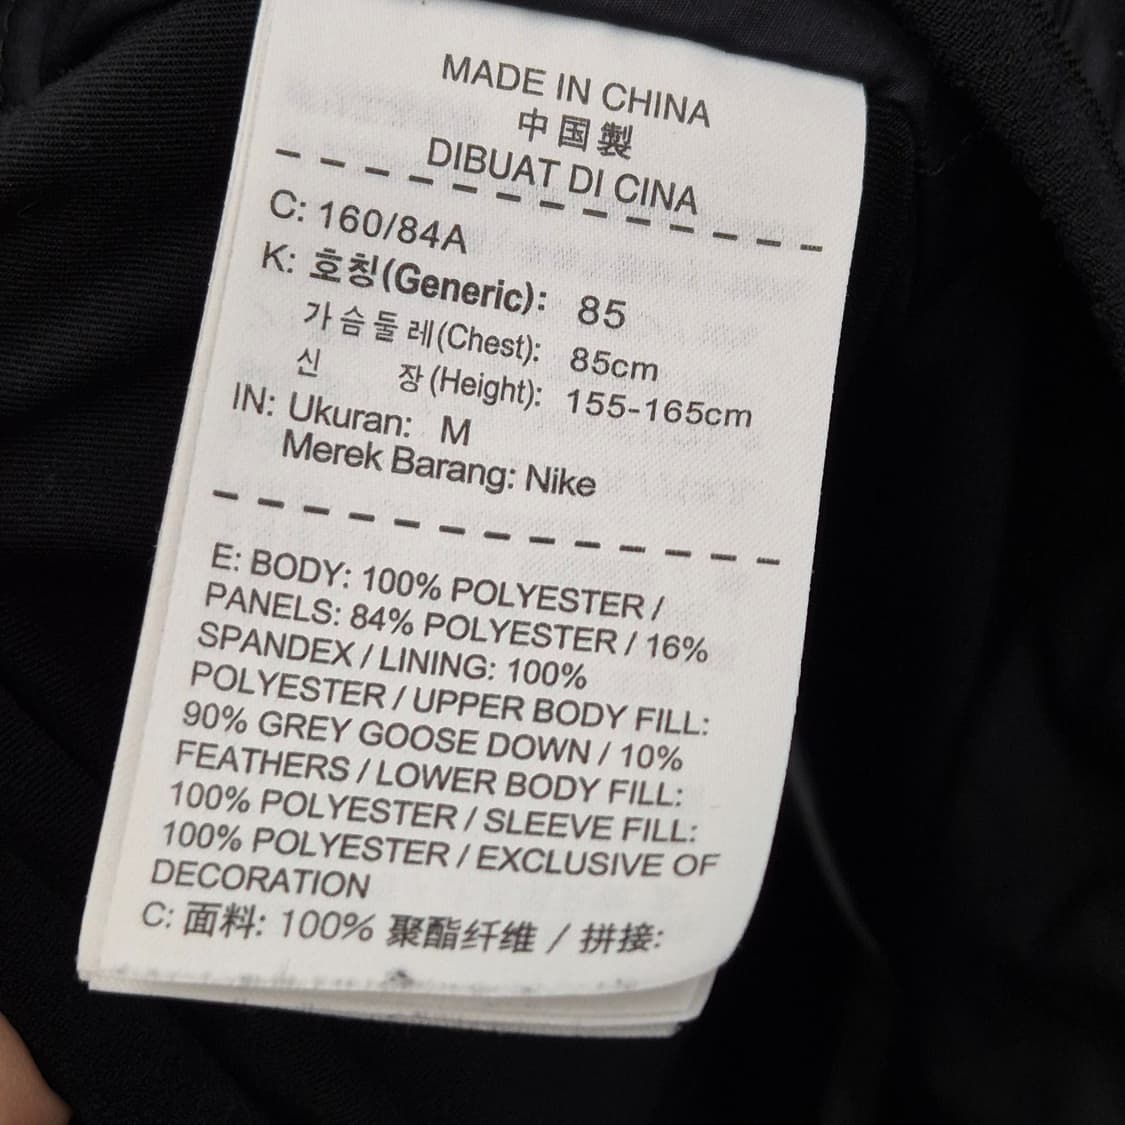 MADE IN CHINA
中国製
DIBUAT DI CINA
C: 160/84A
K: 호칭(Generic): 85
가슴둘레(Chest): 85cm
신 장(Height): 155-165cm
IN: Ukuran: M
Merek Barang: Nike
E: BODY: 100% POLYESTER /
PANELS: 84% POLYESTER / 16%
SPANDEX / LINING: 100%
POLYESTER / UPPER BODY FILL:
90% GREY GOOSE DOWN / 10%
FEATHERS / LOWER BODY FILL:
100% POLYESTER / SLEEVE FILL:
100% POLYESTER / EXCLUSIVE OF
DECORATION
C: 面料: 100% 聚酯纤维 / 拼接: